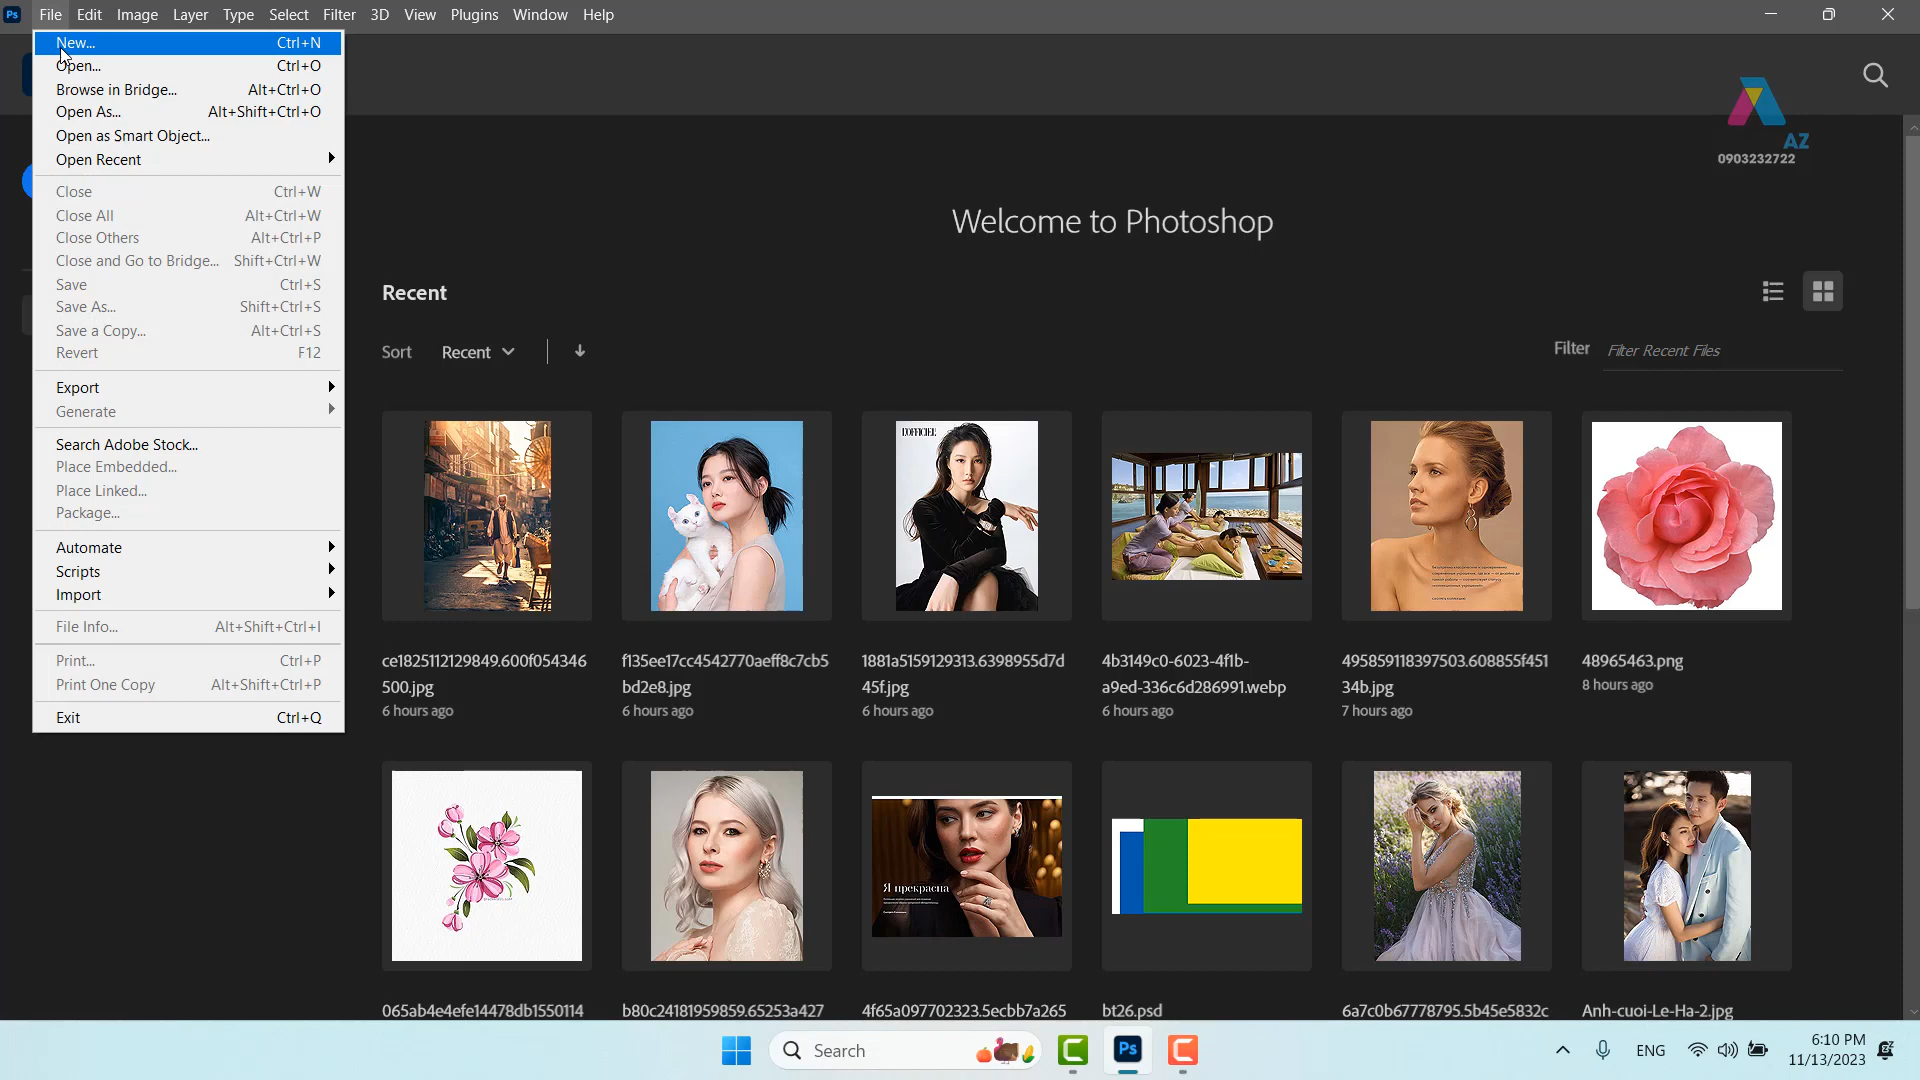 Ps File Edit Image Layer Type Select Filter 3D View Plugins Window Help
New... Ctrl+N
Open... Ctrl+O
Browse in Bridge... Alt+Ctrl+O
Open As... Alt+Shift+Ctrl+O
Open as Smart Object...
Open Recent
Close Ctrl+W
Close All Alt+Ctrl+W
Close Others Alt+Ctrl+P
Close and Go to Bridge... Shift+Ctrl+W
Save Ctrl+S
Save As... Shift+Ctrl+S
Save a Copy... Alt+Ctrl+S
Revert F12
Export
Generate
Search Adobe Stock...
Place Embedded...
Place Linked...
Package...
Automate
Scripts
Import
File Info... Alt+Shift+Ctrl+I
Print... Ctrl+P
Print One Copy Alt+Shift+Ctrl+P
Exit Ctrl+Q
AZ
0903232722
Welcome to Photoshop
Recent
Sort Recent
Filter Filter Recent Files
L'OFFICIEL
ce1825112129849.600f054346
500.jpg
6 hours ago
f135ee17cc4542770aeff8c7cb5
bd2e8.jpg
6 hours ago
1881a5159129313.6398955d7d
45f.jpg
6 hours ago
4b3149c0-6023-4f1b-
a9ed-336c6d286991.webp
6 hours ago
495859118397503.608855f451
34b.jpg
7 hours ago
48965463.png
8 hours ago
Я прекрасна
065ab4e4efe14478db1550114
b80c24181959859.65253a427
4f65a097702323.5ecbb7a265
bt26.psd
6a7c0b67778795.5b45e5832c
Anh-cuoi-Le-Ha-2.jpg
Search
Ps
ENG
6:10 PM
11/13/2023